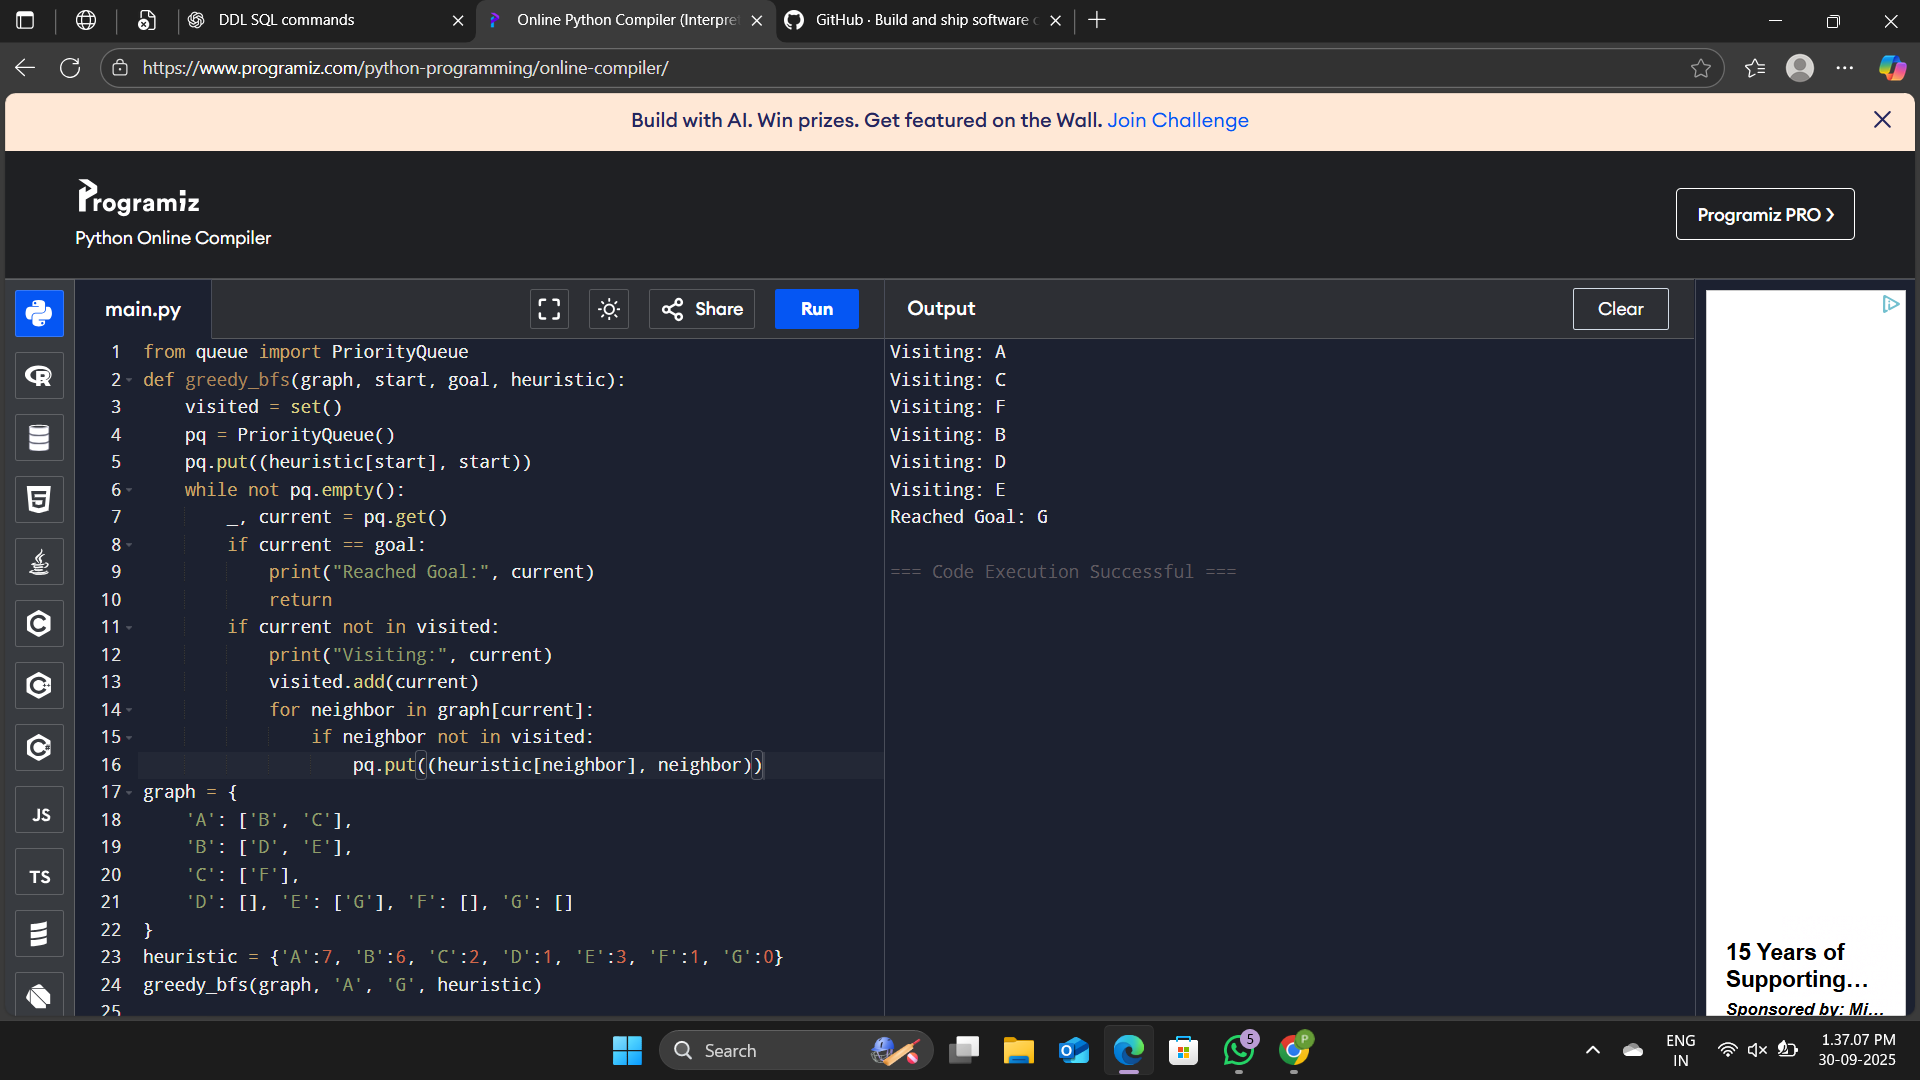 DDL SQL commands
Online Python Compiler (Interpre
GitHub · Build and ship software
https://www.programiz.com/python-programming/online-compiler/
Build with AI. Win prizes. Get featured on the Wall. Join Challenge
Programiz
Python Online Compiler
Programiz PRO
main.py
Share
Run
Output
Clear
1 from queue import PriorityQueue
2 def greedy_bfs(graph, start, goal, heuristic):
3     visited = set()
4     pq = PriorityQueue()
5     pq.put((heuristic[start], start))
6     while not pq.empty():
7         _, current = pq.get()
8         if current == goal:
9             print("Reached Goal:", current)
10             return
11         if current not in visited:
12             print("Visiting:", current)
13             visited.add(current)
14             for neighbor in graph[current]:
15                 if neighbor not in visited:
16                     pq.put((heuristic[neighbor], neighbor))
17 graph = {
18     'A': ['B', 'C'],
19     'B': ['D', 'E'],
20     'C': ['F'],
21     'D': [], 'E': ['G'], 'F': [], 'G': []
22 }
23 heuristic = {'A':7, 'B':6, 'C':2, 'D':1, 'E':3, 'F':1, 'G':0}
24 greedy_bfs(graph, 'A', 'G', heuristic)
25
Visiting: A
Visiting: C
Visiting: F
Visiting: B
Visiting: D
Visiting: E
Reached Goal: G
=== Code Execution Successful ===
JS
TS
15 Years of
Supporting...
Sponsored by: Mi...
Search
5
P
ENG
IN
1.37.07 PM
30-09-2025